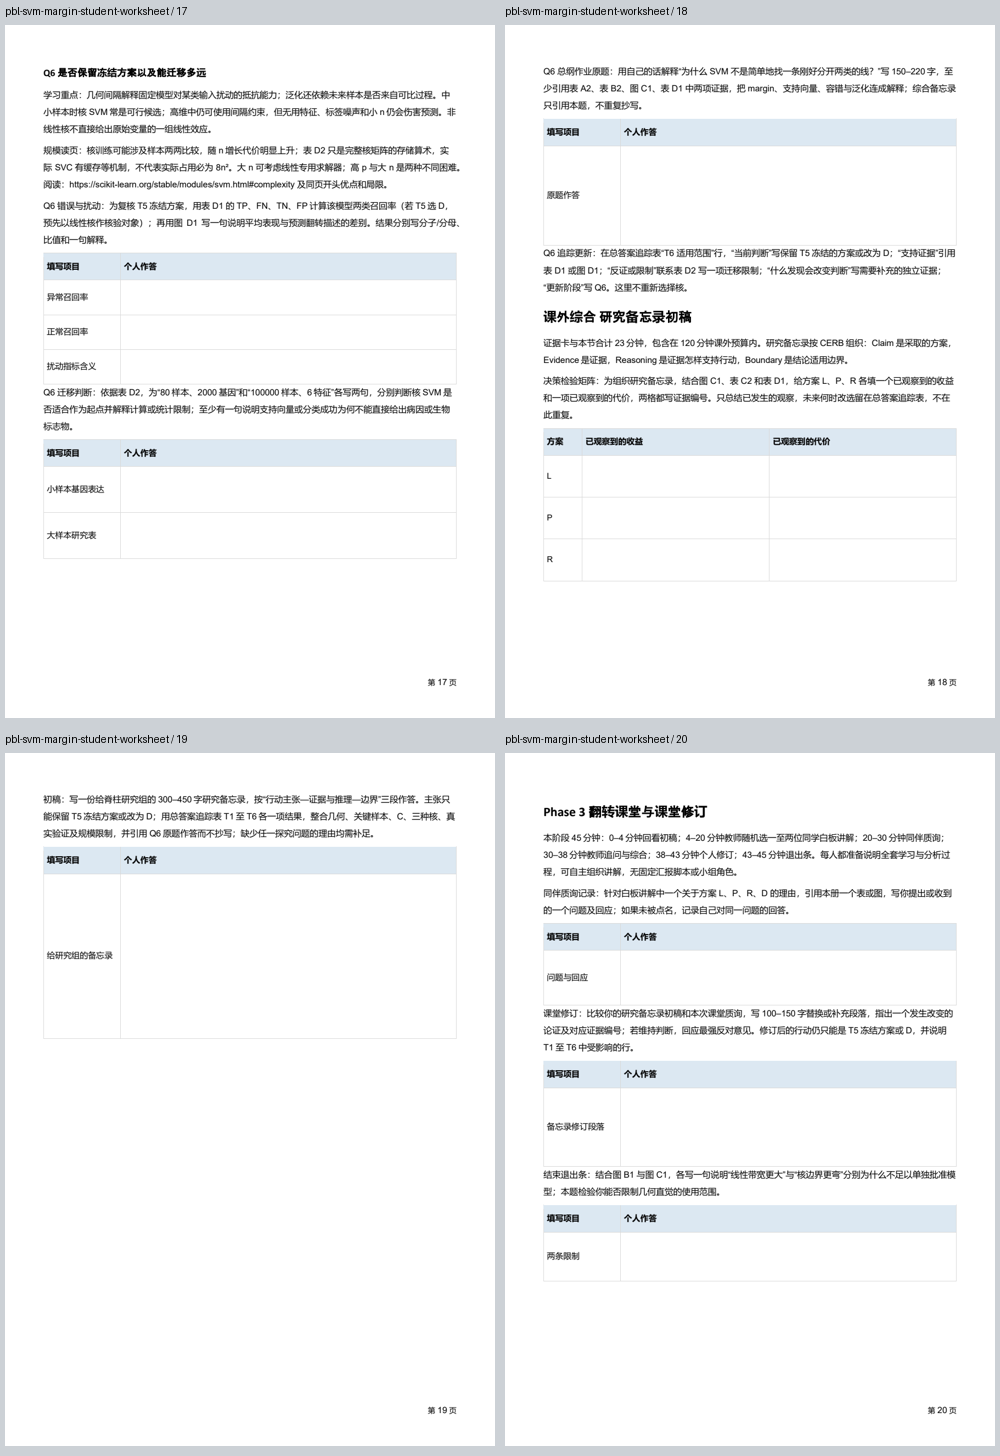 pbl-svm-margin-student-worksheet / 17
Q6 是否保留冻结方案以及能迁移多远
学习重点：几何间隔解释固定模型对某类输入扰动的抵抗能力；泛化还依赖未来样本是否来自可比过程。中
小样本时核 SVM 常是可行候选；高维中仍可使用间隔约束，但无用特征、标签噪声和小 n 仍会伤害预测。非
线性核不直接给出原始变量的一组线性效应。
规模读页：核训练可能涉及样本两两比较，随 n 增长代价明显上升；表 D2 只是完整核矩阵的存储算术，实
际 SVC 有缓存等机制，不代表实际占用必为 8n²。大 n 可考虑线性专用求解器；高 p 与大 n 是两种不同困难。
阅读：https://scikit-learn.org/stable/modules/svm.html#complexity 及同页开头优点和局限。
Q6 错误与扰动：为复核 T5 冻结方案，用表 D1 的 TP、FN、TN、FP 计算该模型两类召回率（若 T5 选 D，
预先以线性核作核验对象）；再用图 D1 写一句说明平均表现与预测翻转描述的差别。结果分别写分子/分母、
比值和一句解释。
填写项目 个人作答
异常召回率
正常召回率
扰动指标含义
Q6 迁移判断：依据表 D2，为“80 样本、2000 基因”和“100000 样本、6 特征”各写两句，分别判断核 SVM 是
否适合作为起点并解释计算或统计限制；至少有一句说明支持向量或分类成功为何不能直接给出病因或生物
标志物。
填写项目 个人作答
小样本基因表达
大样本研究表
第 17 页
pbl-svm-margin-student-worksheet / 18
Q6 总纲作业原题：用自己的话解释“为什么 SVM 不是简单地找一条刚好分开两类的线？”写 150–220 字，至
少引用表 A2、表 B2、图 C1、表 D1 中两项证据，把 margin、支持向量、容错与泛化连成解释；综合备忘录
只引用本题，不重复抄写。
填写项目 个人作答
原题作答
Q6 追踪更新：在总答案追踪表“T6 适用范围”行，“当前判断”写保留 T5 冻结的方案或改为 D；“支持证据”引用
表 D1 或图 D1；“反证或限制”联系表 D2 写一项迁移限制；“什么发现会改变判断”写需要补充的独立证据；
“更新阶段”写 Q6。这里不重新选择核。
课外综合 研究备忘录初稿
证据卡与本节合计 23 分钟，包含在 120 分钟课外预算内。研究备忘录按 CERB 组织：Claim 是采取的方案，
Evidence 是证据，Reasoning 是证据怎样支持行动，Boundary 是结论适用边界。
决策检验矩阵：为组织研究备忘录，结合图 C1、表 C2 和表 D1，给方案 L、P、R 各填一个已观察到的收益
和一项已观察到的代价，两格都写证据编号。只总结已发生的观察，未来何时改选留在总答案追踪表，不在
此重复。
方案 已观察到的收益 已观察到的代价
L
P
R
第 18 页
pbl-svm-margin-student-worksheet / 19
初稿：写一份给脊柱研究组的 300–450 字研究备忘录，按“行动主张—证据与推理—边界”三段作答。主张只
能保留 T5 冻结方案或改为 D；用总答案追踪表 T1 至 T6 各一项结果，整合几何、关键样本、C、三种核、真
实验证及规模限制，并引用 Q6 原题作答而不抄写；缺少任一探究问题的理由均需补足。
填写项目 个人作答
给研究组的备忘录
第 19 页
pbl-svm-margin-student-worksheet / 20
Phase 3 翻转课堂与课堂修订
本阶段 45 分钟：0–4 分钟回看初稿；4–20 分钟教师随机选一至两位同学白板讲解；20–30 分钟同伴质询；
30–38 分钟教师追问与综合；38–43 分钟个人修订；43–45 分钟退出条。每人都准备说明全套学习与分析过
程，可自主组织讲解，无固定汇报脚本或小组角色。
同伴质询记录：针对白板讲解中一个关于方案 L、P、R、D 的理由，引用本册一个表或图，写你提出或收到
的一个问题及回应；如果未被点名，记录自己对同一问题的回答。
填写项目 个人作答
问题与回应
课堂修订：比较你的研究备忘录初稿和本次课堂质询，写 100–150 字替换或补充段落，指出一个发生改变的
论证及对应证据编号；若维持判断，回应最强反对意见。修订后的行动仍只能是 T5 冻结方案或 D，并说明
T1 至 T6 中受影响的行。
填写项目 个人作答
备忘录修订段落
结束退出条：结合图 B1 与图 C1，各写一句说明“线性带宽更大”与“核边界更弯”分别为什么不足以单独批准模
型；本题检验你能否限制几何直觉的使用范围。
填写项目 个人作答
两条限制
第 20 页